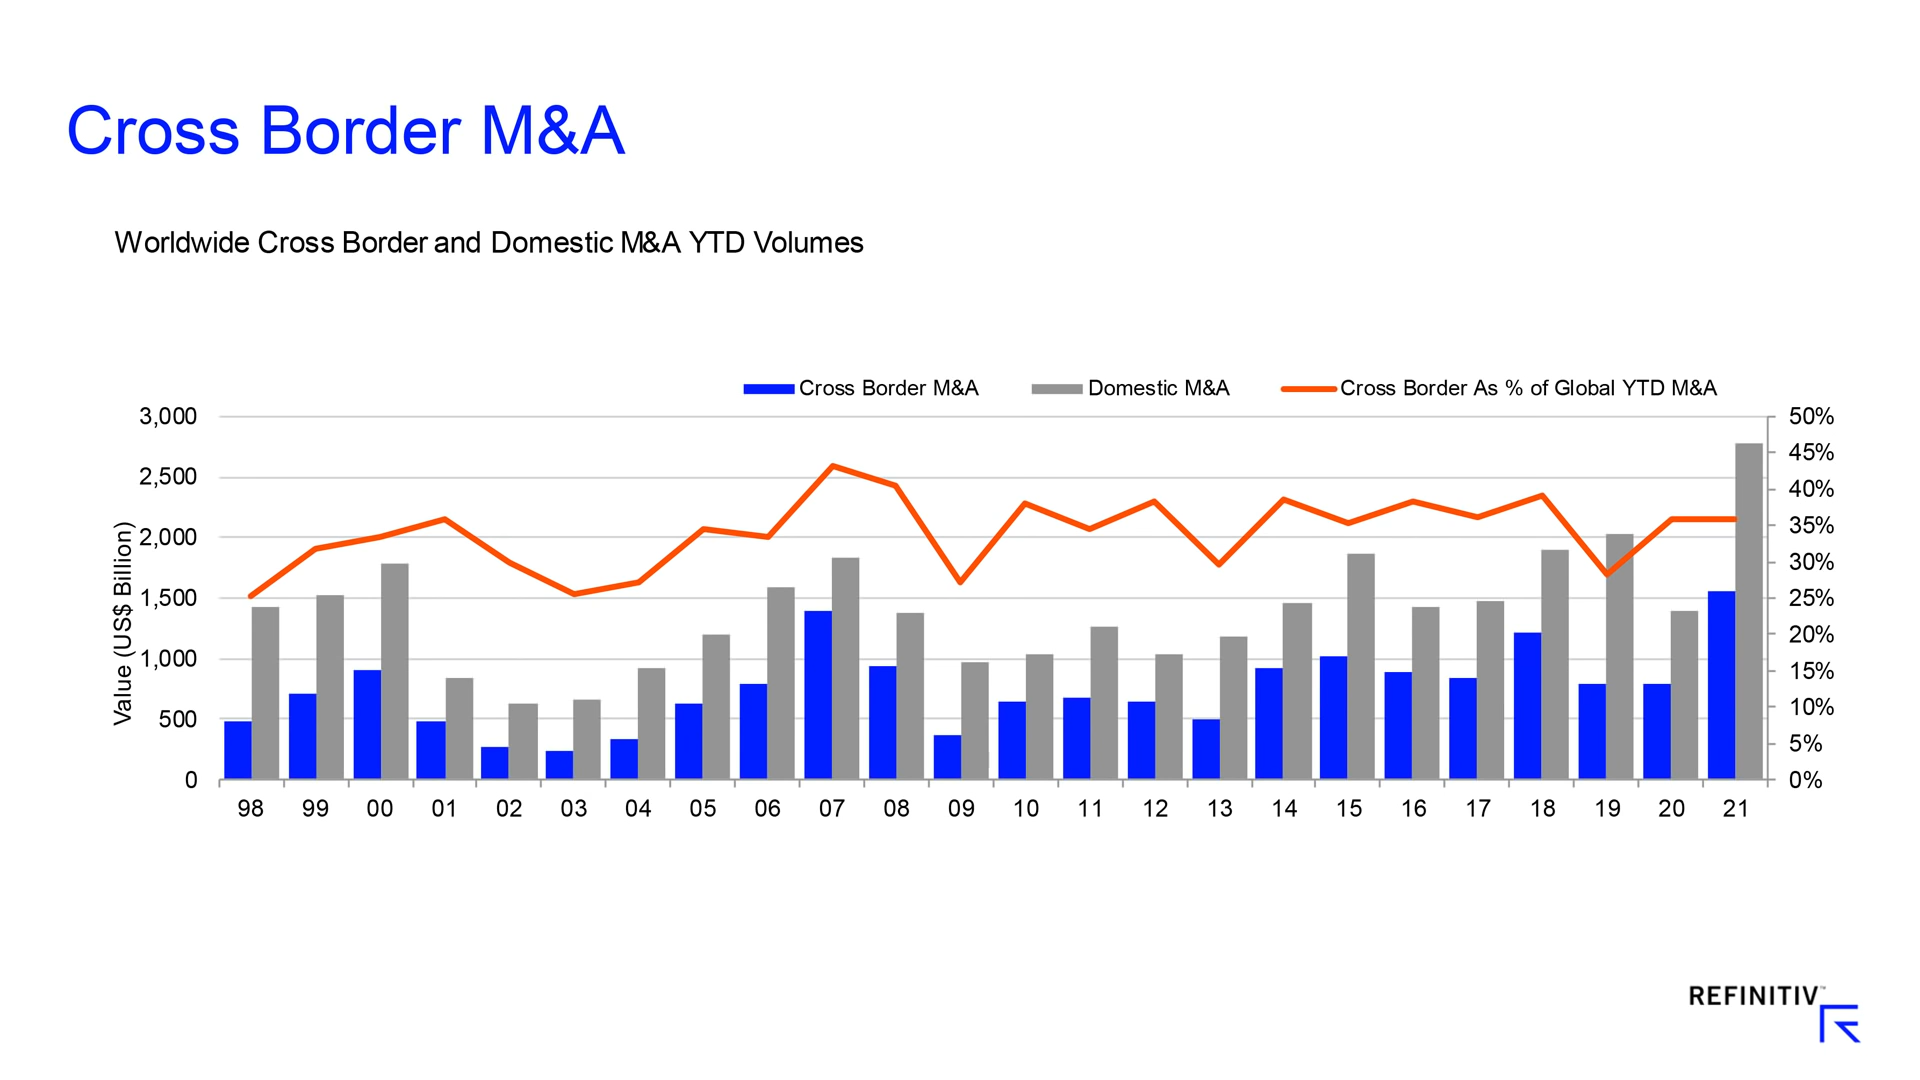 Cross Border M&A
Worldwide Cross Border and Domestic M&A YTD Volumes
Cross Border M&A
Domestic M&A
Cross Border As % of Global YTD M&A
Value (US$ Billion)
3,000
2,500
2,000
1,500
1,000
500
0
50%
45%
40%
35%
30%
25%
20%
15%
10%
5%
0%
98 99 00 01 02 03 04 05 06 07 08 09 10 11 12 13 14 15 16 17 18 19 20 21
REFINITIV™